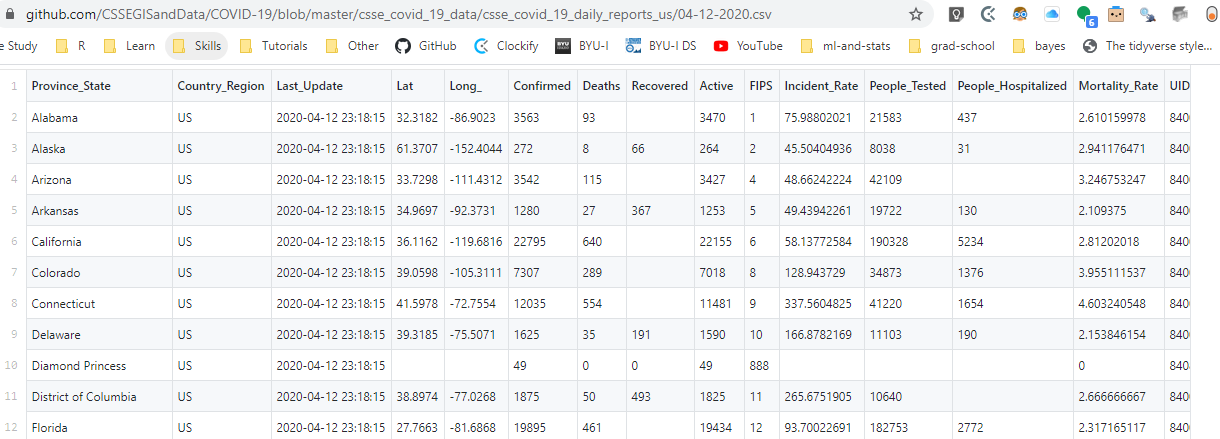 github.com/CSSEGISandData/COVID-19/blob/master/csse_covid_19_data/csse_covid_19_daily_reports_us/04-12-2020.csv
6
e Study R Learn Skills Tutorials Other GitHub Clockify BYU BYU-I BYU-I DS YouTube ml-and-stats grad-school bayes The tidyverse style...
1 Province_State Country_Region Last_Update Lat Long_ Confirmed Deaths Recovered Active FIPS Incident_Rate People_Tested People_Hospitalized Mortality_Rate UID
2 Alabama US 2020-04-12 23:18:15 32.3182 -86.9023 3563 93 3470 1 75.98802021 21583 437 2.610159978 840
3 Alaska US 2020-04-12 23:18:15 61.3707 -152.4044 272 8 66 264 2 45.50404936 8038 31 2.941176471 840
4 Arizona US 2020-04-12 23:18:15 33.7298 -111.4312 3542 115 3427 4 48.66242224 42109 3.246753247 840
5 Arkansas US 2020-04-12 23:18:15 34.9697 -92.3731 1280 27 367 1253 5 49.43942261 19722 130 2.109375 840
6 California US 2020-04-12 23:18:15 36.1162 -119.6816 22795 640 22155 6 58.13772584 190328 5234 2.81202018 840
7 Colorado US 2020-04-12 23:18:15 39.0598 -105.3111 7307 289 7018 8 128.943729 34873 1376 3.955111537 840
8 Connecticut US 2020-04-12 23:18:15 41.5978 -72.7554 12035 554 11481 9 337.5604825 41220 1654 4.603240548 840
9 Delaware US 2020-04-12 23:18:15 39.3185 -75.5071 1625 35 191 1590 10 166.8782169 11103 190 2.153846154 840
10 Diamond Princess US 2020-04-12 23:18:15 49 0 0 49 888 0 840
11 District of Columbia US 2020-04-12 23:18:15 38.8974 -77.0268 1875 50 493 1825 11 265.6751905 10640 2.666666667 840
12 Florida US 2020-04-12 23:18:15 27.7663 -81.6868 19895 461 19434 12 93.70022691 182753 2772 2.317165117 840